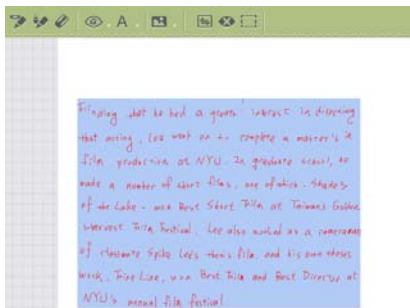 Finding that he had a greater interest in directing
that acting, Lee went on to complete a master's in
film production at NYU. In graduate school, he
made a number of short films, one of which - Shades
of the Lake - won Best Short Film at Taiwan's Golden
Harvest Film Festival. Lee also worked as a cameraman
of classmate Spike Lee's thesis film, and his own theses
work, Fine Line, won Best Film and Best Director at
NYU's annual film festival.